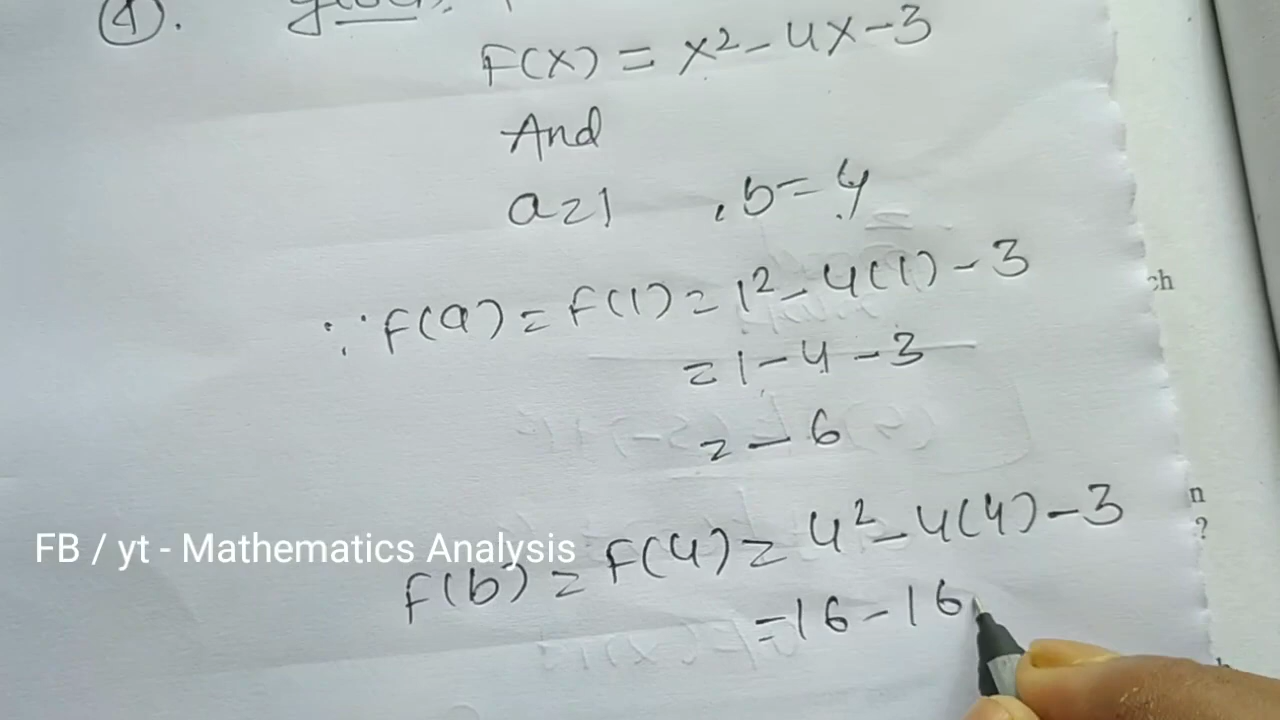 ④. Given,
F(x) = x² - 4x - 3
And
a = 1 , b = 4
∵ f(a) = f(1) = 1² - 4(1) - 3
= 1 - 4 - 3
= - 6
f(b) = f(4) = 4² - 4(4) - 3
= 16 - 16
FB / yt - Mathematics Analysis
ch
n
?